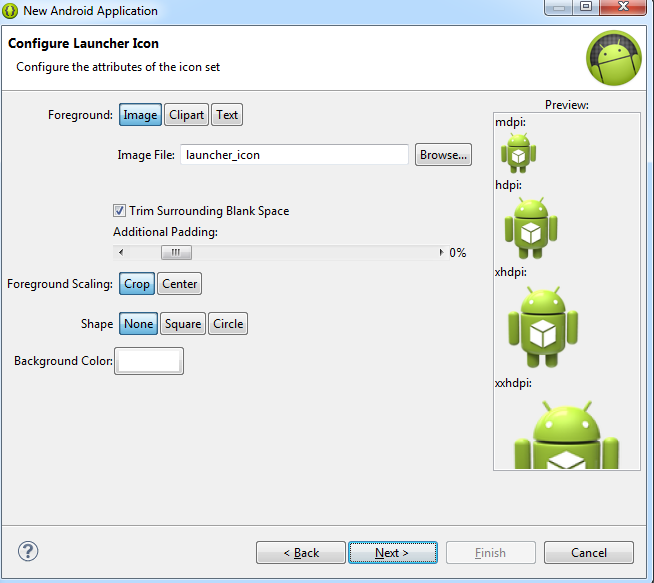 New Android Application
Configure Launcher Icon
Configure the attributes of the icon set
Foreground: Image Clipart Text
Image File: launcher_icon Browse...
Trim Surrounding Blank Space
Additional Padding:
0%
Foreground Scaling: Crop Center
Shape None Square Circle
Background Color:
Preview:
mdpi:
hdpi:
xhdpi:
xxhdpi:
? < Back Next > Finish Cancel